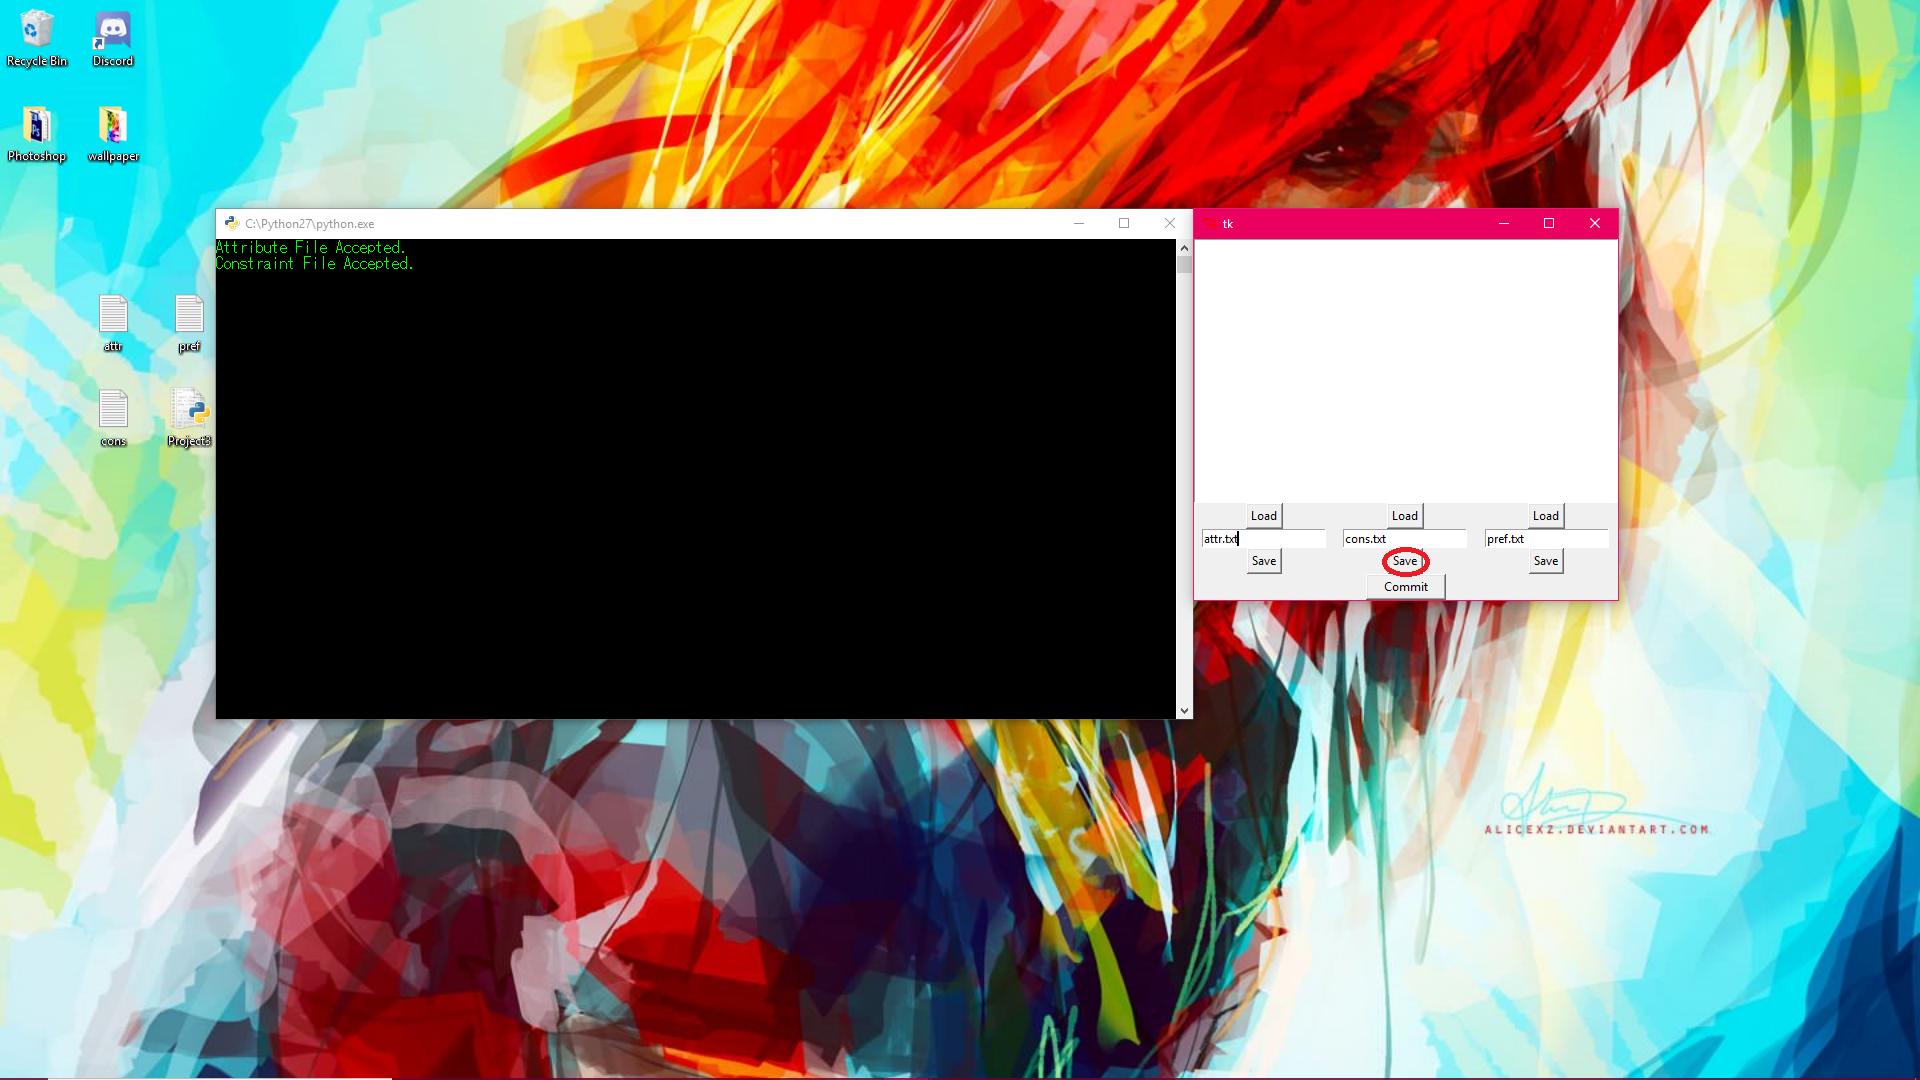 Recycle Bin
Discord
Photoshop
wallpaper
attr
pref
cons
Project3
C:\Python27\python.exe
Attribute File Accepted.
Constraint File Accepted.
tk
Load
Load
Load
attr.txt
cons.txt
pref.txt
Save
Save
Save
Commit
ALICEXZ.DEVIANTART.COM